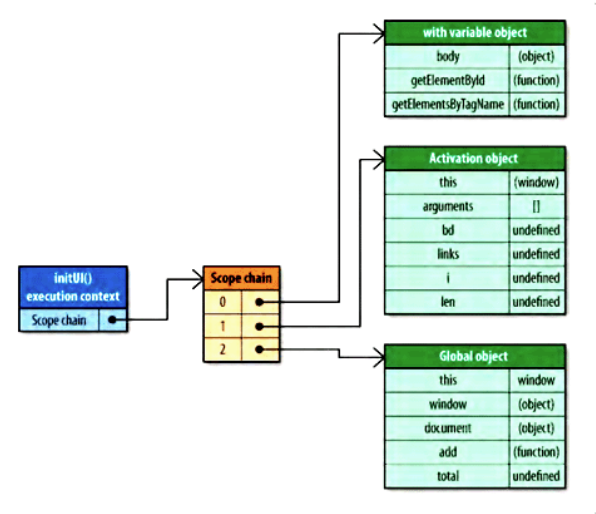 with variable object
body (object)
getElementById (function)
getElementsByTagName (function)
Activation object
this (window)
arguments []
bd undefined
links undefined
i undefined
len undefined
initUI()
execution context
Scope chain
Scope chain
0
1
2
Global object
this window
window (object)
document (object)
add (function)
total undefined